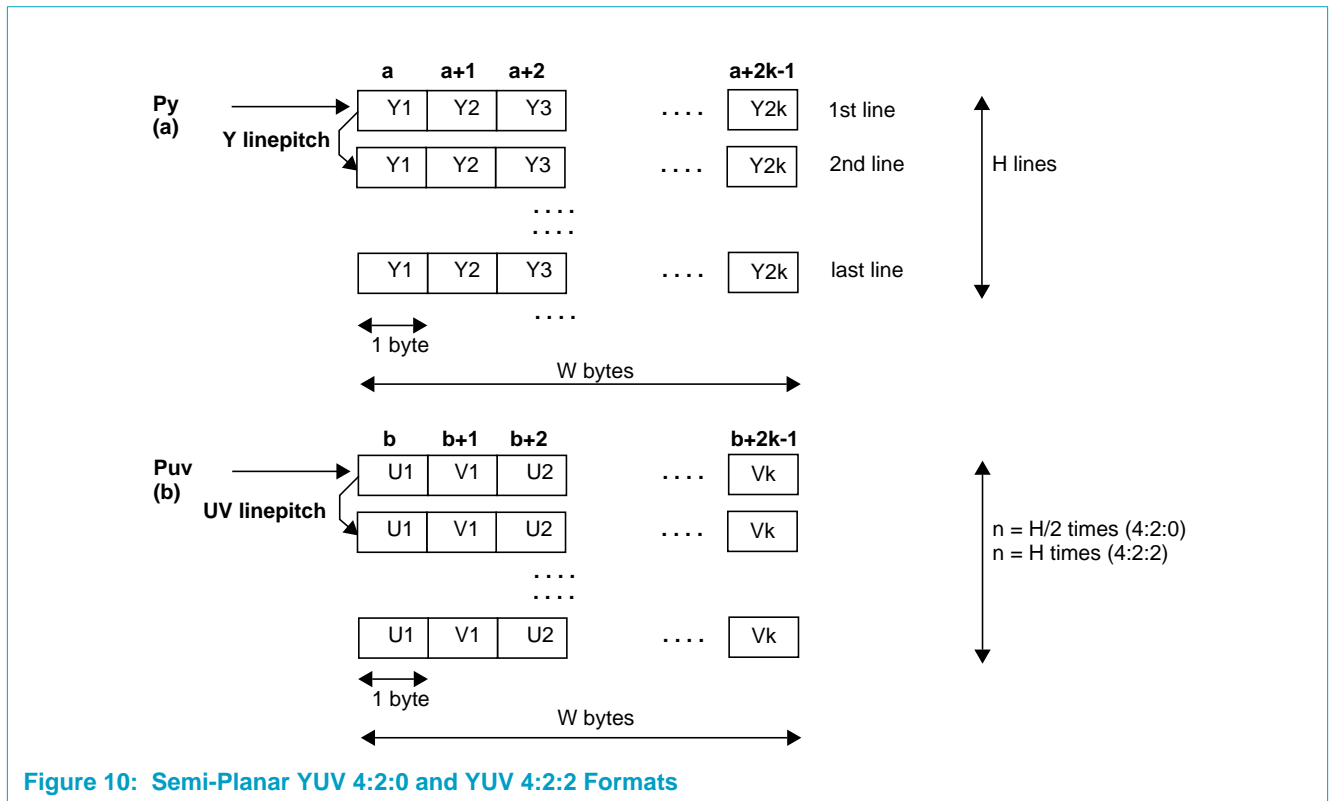 a a+1 a+2 a+2k-1
Py
(a)
Y linepitch
Y1 Y2 Y3 .... Y2k 1st line
Y1 Y2 Y3 .... Y2k 2nd line
H lines
....
....
Y1 Y2 Y3 .... Y2k last line
....
1 byte
W bytes
b b+1 b+2 b+2k-1
Puv
(b)
UV linepitch
U1 V1 U2 .... Vk
U1 V1 U2 .... Vk
n = H/2 times (4:2:0)
n = H times (4:2:2)
....
....
U1 V1 U2 .... Vk
1 byte
W bytes
Figure 10: Semi-Planar YUV 4:2:0 and YUV 4:2:2 Formats